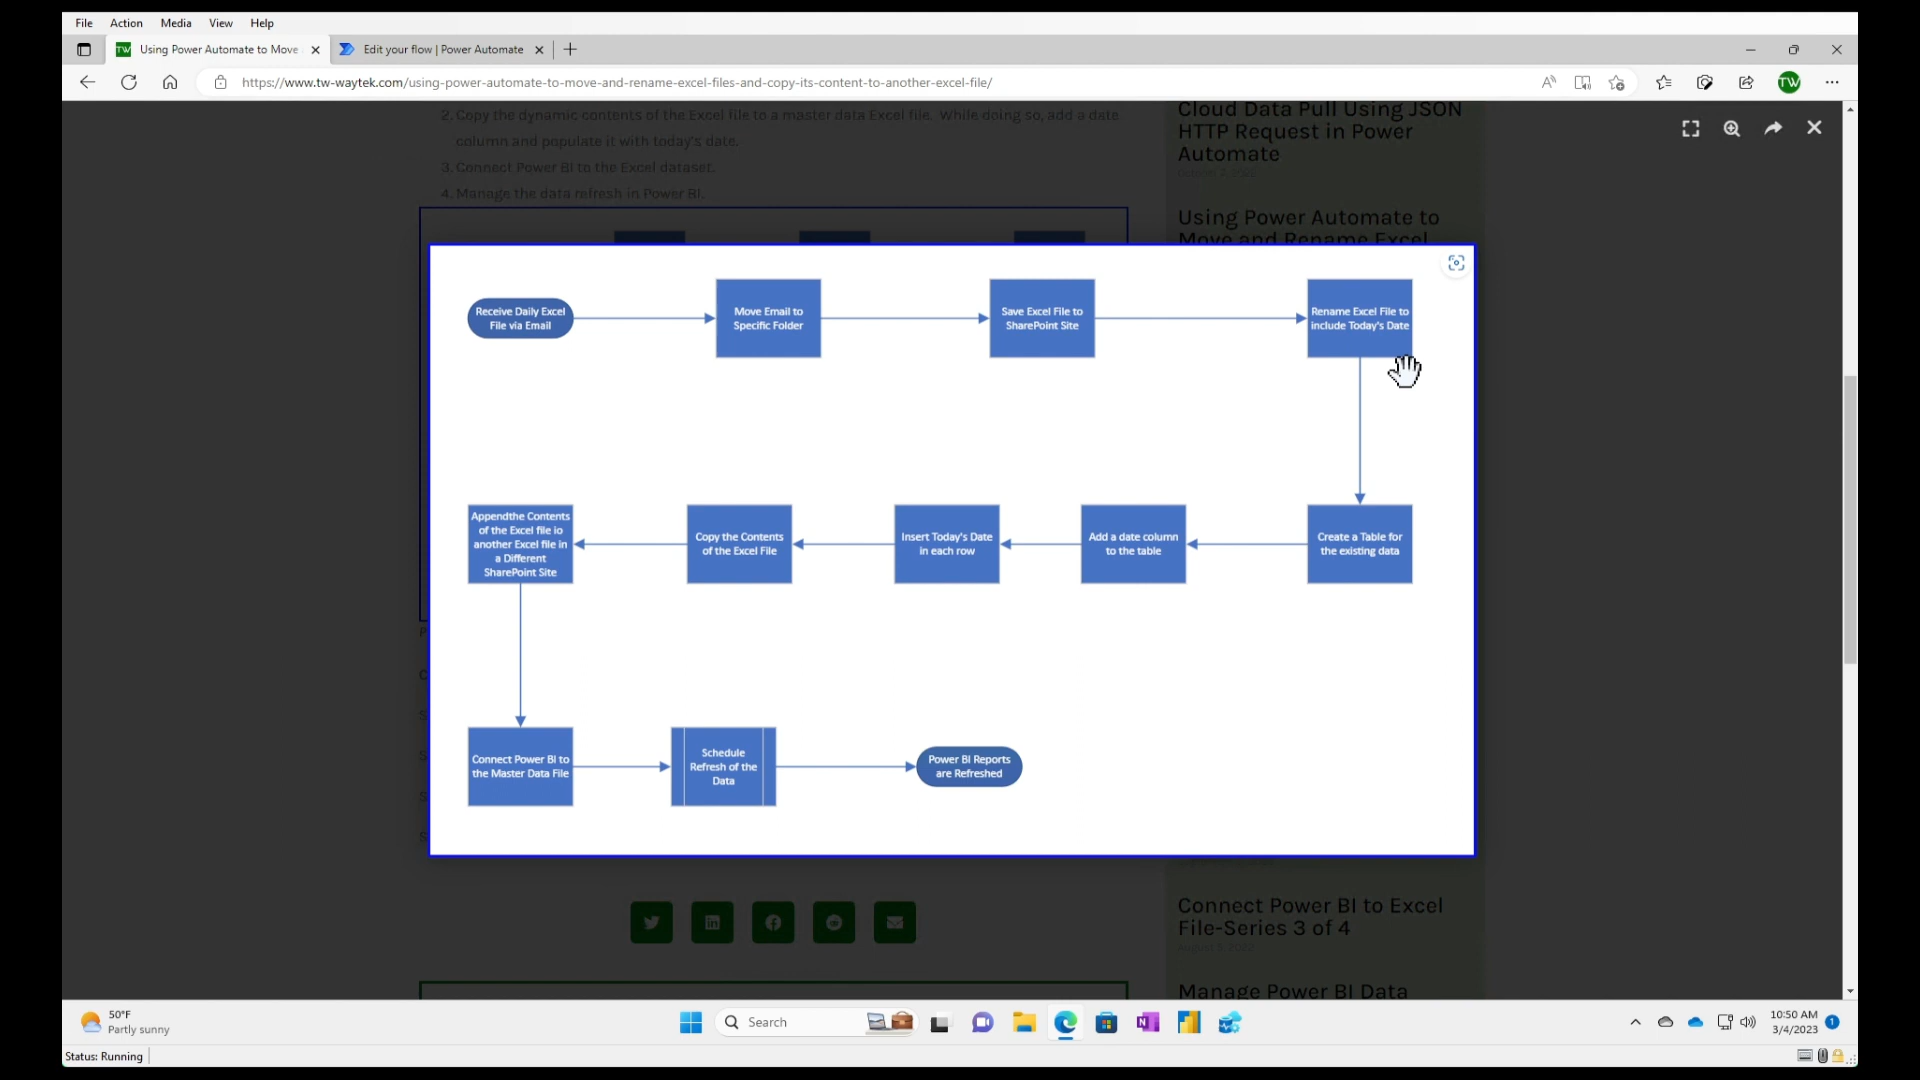 File Action Media View Help
TW Using Power Automate to Move
Edit your flow | Power Automate
https://www.tw-waytek.com/using-power-automate-to-move-and-rename-excel-files-and-copy-its-content-to-another-excel-file/
TW
2. Copy the dynamic contents of the Excel file to a master data Excel file. While doing so, add a date
column and populate it with today's date.
3. Connect Power BI to the Excel dataset.
4. Manage the data refresh in Power BI.
Cloud Data Pull Using JSON
HTTP Request in Power
Automate
October 7, 2022
Using Power Automate to
Move and Rename Excel
Receive Daily Excel
File via Email
Move Email to
Specific Folder
Save Excel File to
SharePoint Site
Rename Excel File to
include Today's Date
Appendthe Contents
of the Excel file io
another Excel file in
a Different
SharePoint Site
Copy the Contents
of the Excel File
Insert Today's Date
in each row
Add a date column
to the table
Create a Table for
the existing data
Connect Power BI to
the Master Data File
Schedule
Refresh of the
Data
Power BI Reports
are Refreshed
Connect Power BI to Excel
File-Series 3 of 4
Manage Power BI Data
50°F
Partly sunny
Search
10:50 AM
3/4/2023
1
Status: Running